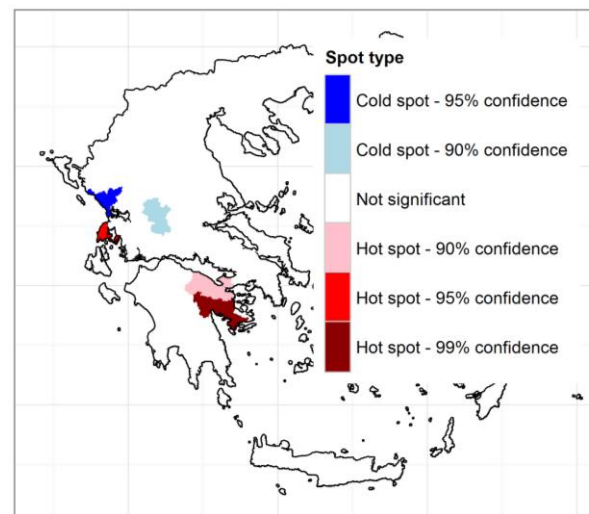 Spot type
Cold spot - 95% confidence
Cold spot - 90% confidence
Not significant
Hot spot - 90% confidence
Hot spot - 95% confidence
Hot spot - 99% confidence